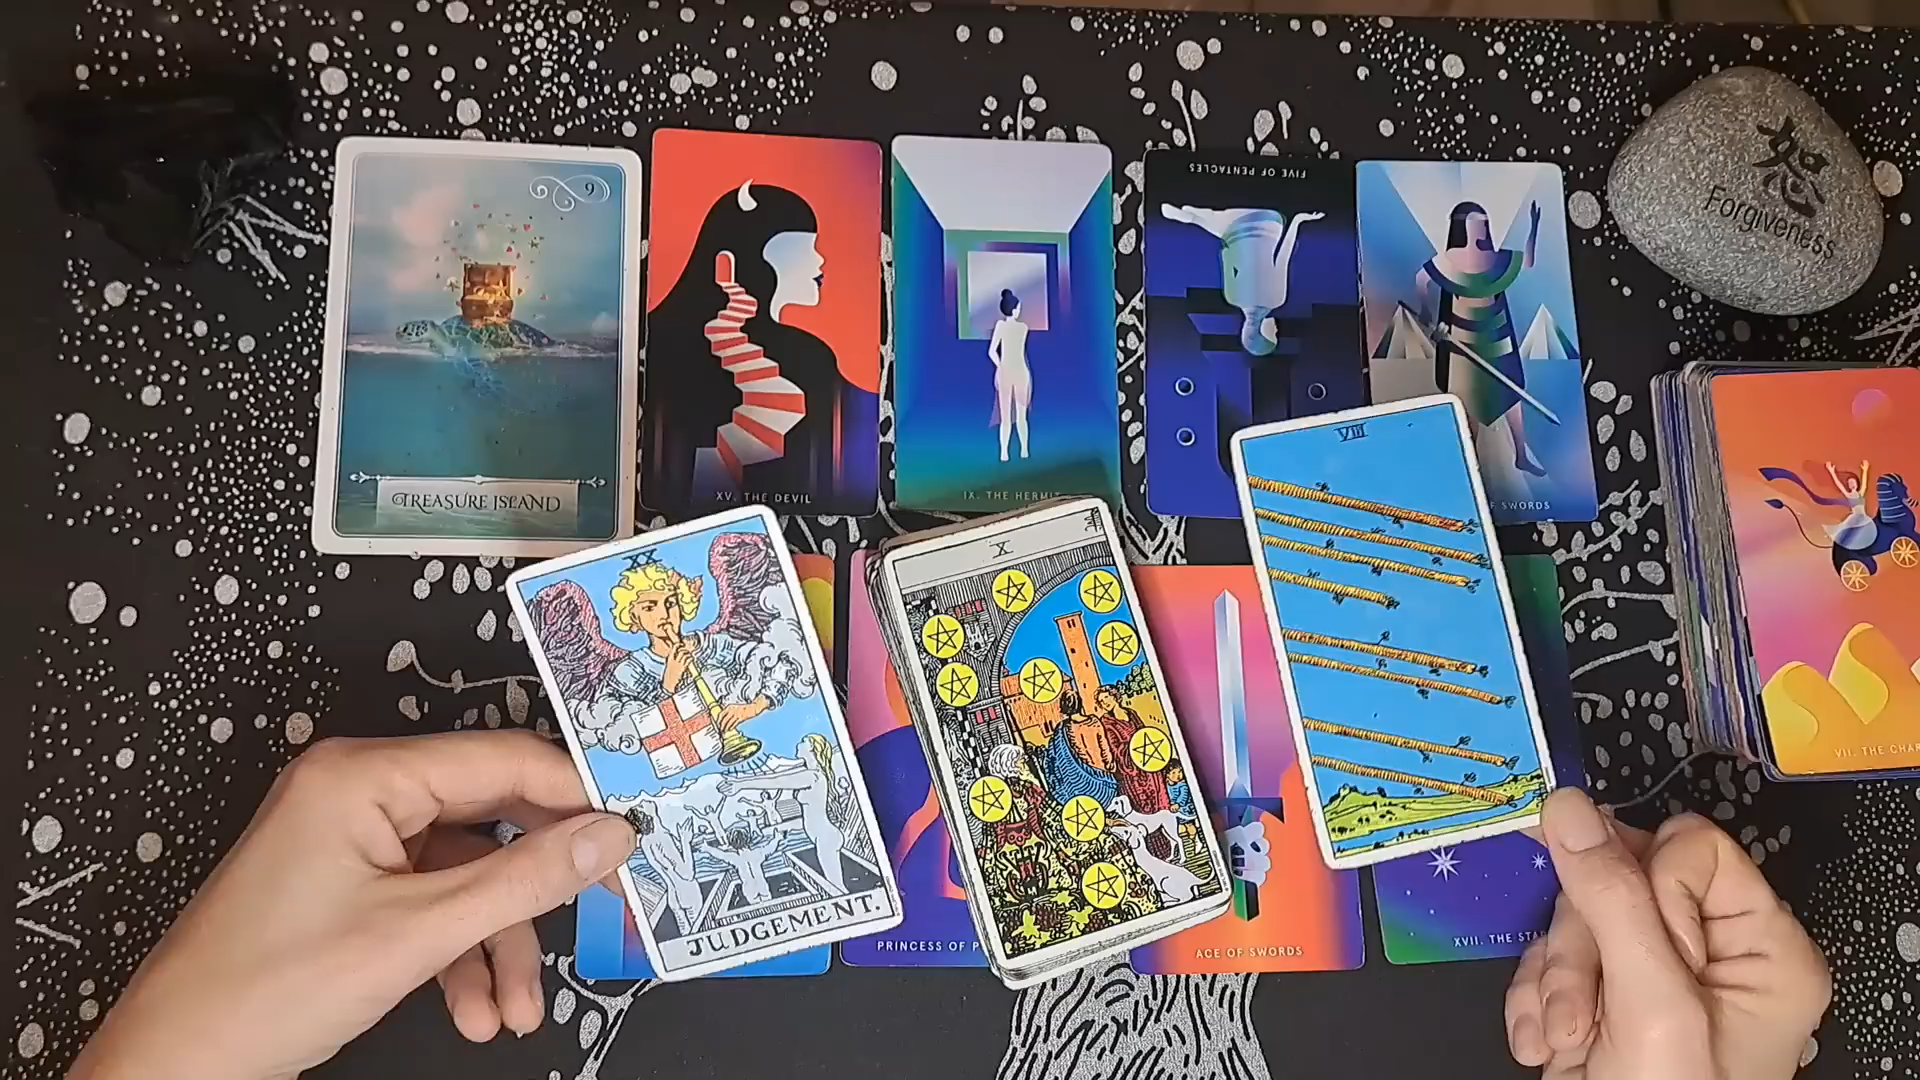 9
TREASURE ISLAND
XV. THE DEVIL
IX. THE HERMIT
FIVE OF PENTACLES
OF SWORDS
恕
Forgiveness
VII. THE CHAR
XX
JUDGEMENT.
X
VIII
PRINCESS OF P
ACE OF SWORDS
XVII. THE STAR